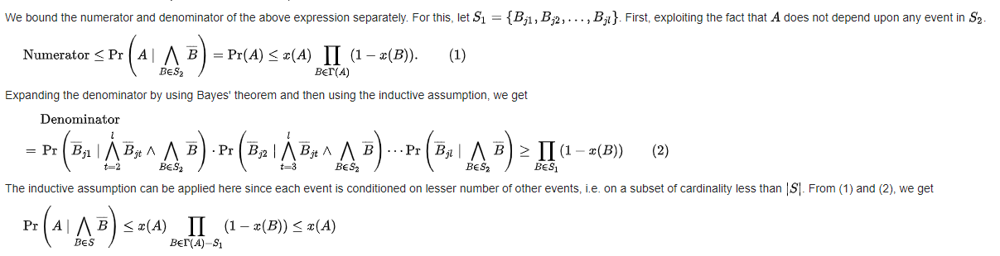 We bound the numerator and denominator of the above expression separately. For this, let $S_1 = \{B_{j1}, B_{j2}, \ldots, B_{jl}\}$. First, exploiting the fact that $A$ does not depend upon any event in $S_2$.
$\text{Numerator} \leq \Pr\left(A \mid \bigwedge_{B \in S_2} \overline{B}\right) = \Pr(A) \leq x(A) \prod_{B \in \Gamma(A)} (1 - x(B)). \qquad (1)$
Expanding the denominator by using Bayes' theorem and then using the inductive assumption, we get
Denominator
$= \Pr\left(\overline{B}_{j1} \mid \bigwedge_{t=2}^{l} \overline{B}_{jt} \wedge \bigwedge_{B \in S_2} \overline{B}\right) \cdot \Pr\left(\overline{B}_{j2} \mid \bigwedge_{t=3}^{l} \overline{B}_{jt} \wedge \bigwedge_{B \in S_2} \overline{B}\right) \cdots \Pr\left(\overline{B}_{jl} \mid \bigwedge_{B \in S_2} \overline{B}\right) \geq \prod_{B \in S_1} (1 - x(B)) \qquad (2)$
The inductive assumption can be applied here since each event is conditioned on lesser number of other events, i.e. on a subset of cardinality less than $|S|$. From (1) and (2), we get
$\Pr\left(A \mid \bigwedge_{B \in S} \overline{B}\right) \leq x(A) \prod_{B \in \Gamma(A) - S_1} (1 - x(B)) \leq x(A)$